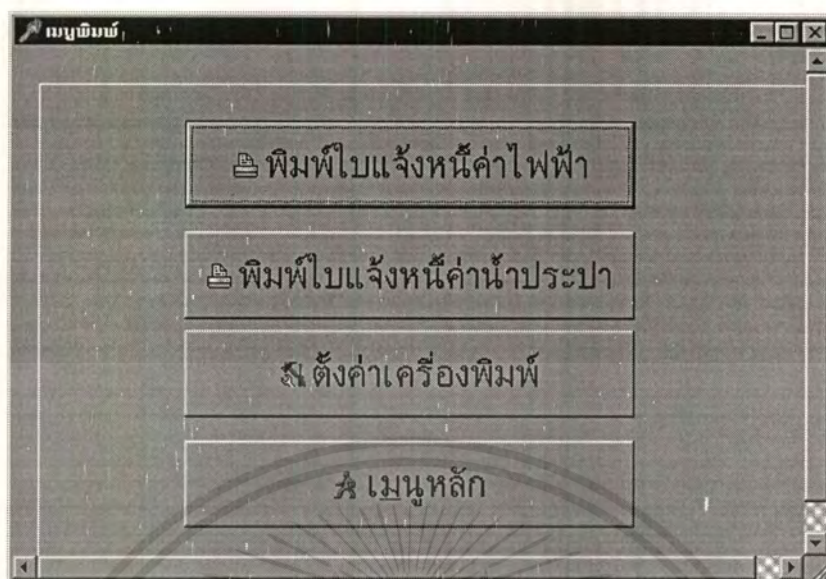 เมนูพิมพ์
พิมพ์ใบแจ้งหนี้ค่าไฟฟ้า
พิมพ์ใบแจ้งหนี้ค่าน้ำประปา
ตั้งค่าเครื่องพิมพ์
เมนูหลัก